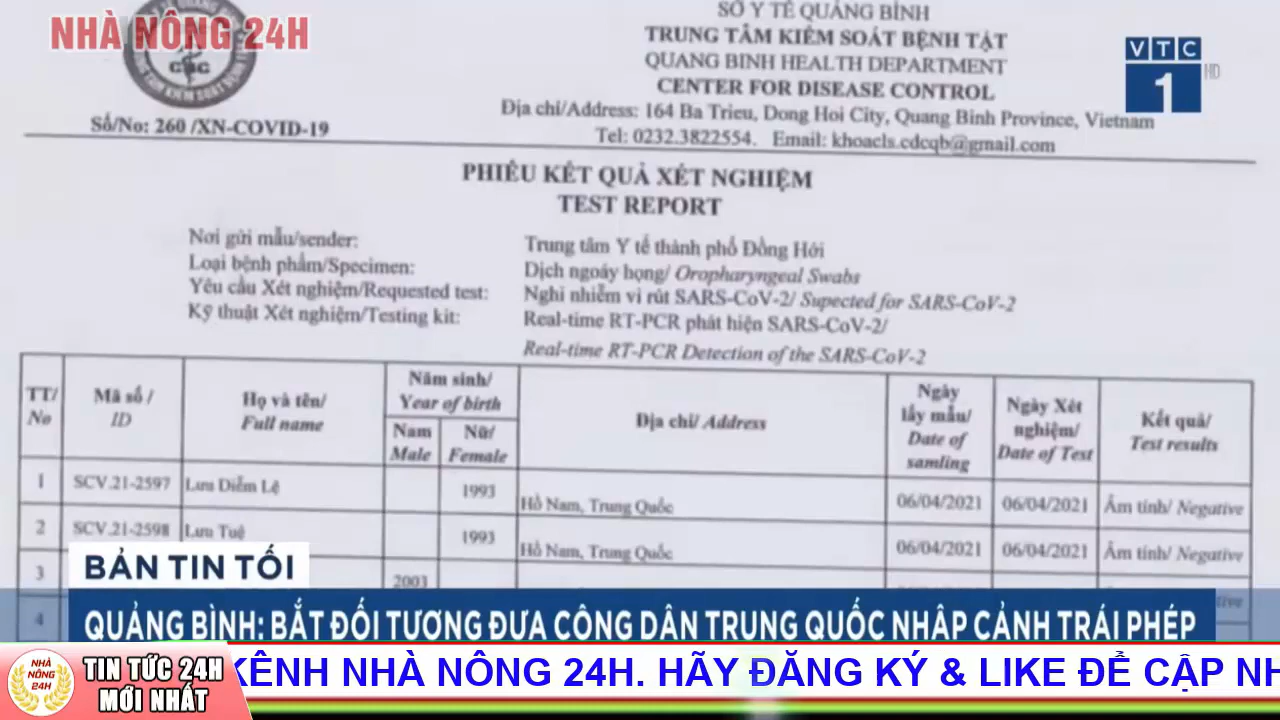 NHÀ NÔNG 24H
SỞ Y TẾ QUẢNG BÌNH
TRUNG TÂM KIỂM SOÁT BỆNH TẬT
QUANG BINH HEALTH DEPARTMENT
CENTER FOR DISEASE CONTROL
Địa chỉ/Address: 164 Ba Trieu, Dong Hoi City, Quang Binh Province, Vietnam
Tel: 0232.3822554. Email: khoacls.cdcqb@gmail.com
CDC
Số/No: 260 /XN-COVID-19
VTC
1 HD
PHIẾU KẾT QUẢ XÉT NGHIỆM
TEST REPORT
Nơi gửi mẫu/sender: Trung tâm Y tế thành phố Đồng Hới
Loại bệnh phẩm/Specimen: Dịch ngoáy họng/ Oropharyngeal Swabs
Yêu cầu Xét nghiệm/Requested test: Nghi nhiễm vi rút SARS-CoV-2/ Supected for SARS-CoV-2
Kỹ thuật Xét nghiệm/Testing kit: Real-time RT-PCR phát hiện SARS-CoV-2/
Real-time RT-PCR Detection of the SARS-CoV-2
TT/ No Mã số / ID Họ và tên/ Full name Năm sinh/ Year of birth Nam Male Nữ/ Female Địa chỉ/ Address Ngày lấy mẫu/ Date of samling Ngày Xét nghiệm/ Date of Test Kết quả/ Test results
1 SCV.21-2597 Lưu Diễm Lệ 1993 Hồ Nam, Trung Quốc 06/04/2021 06/04/2021 Âm tính/ Negative
2 SCV.21-2598 Lưu Tuệ 1993 Hồ Nam, Trung Quốc 06/04/2021 06/04/2021 Âm tính/ Negative
3 2003
4
BẢN TIN TỐI
QUẢNG BÌNH: BẮT ĐỐI TƯỢNG ĐƯA CÔNG DÂN TRUNG QUỐC NHẬP CẢNH TRÁI PHÉP
NHÀ NÔNG 24H
TIN TỨC 24H
MỚI NHẤT
KÊNH NHÀ NÔNG 24H. HÃY ĐĂNG KÝ & LIKE ĐỂ CẬP NH